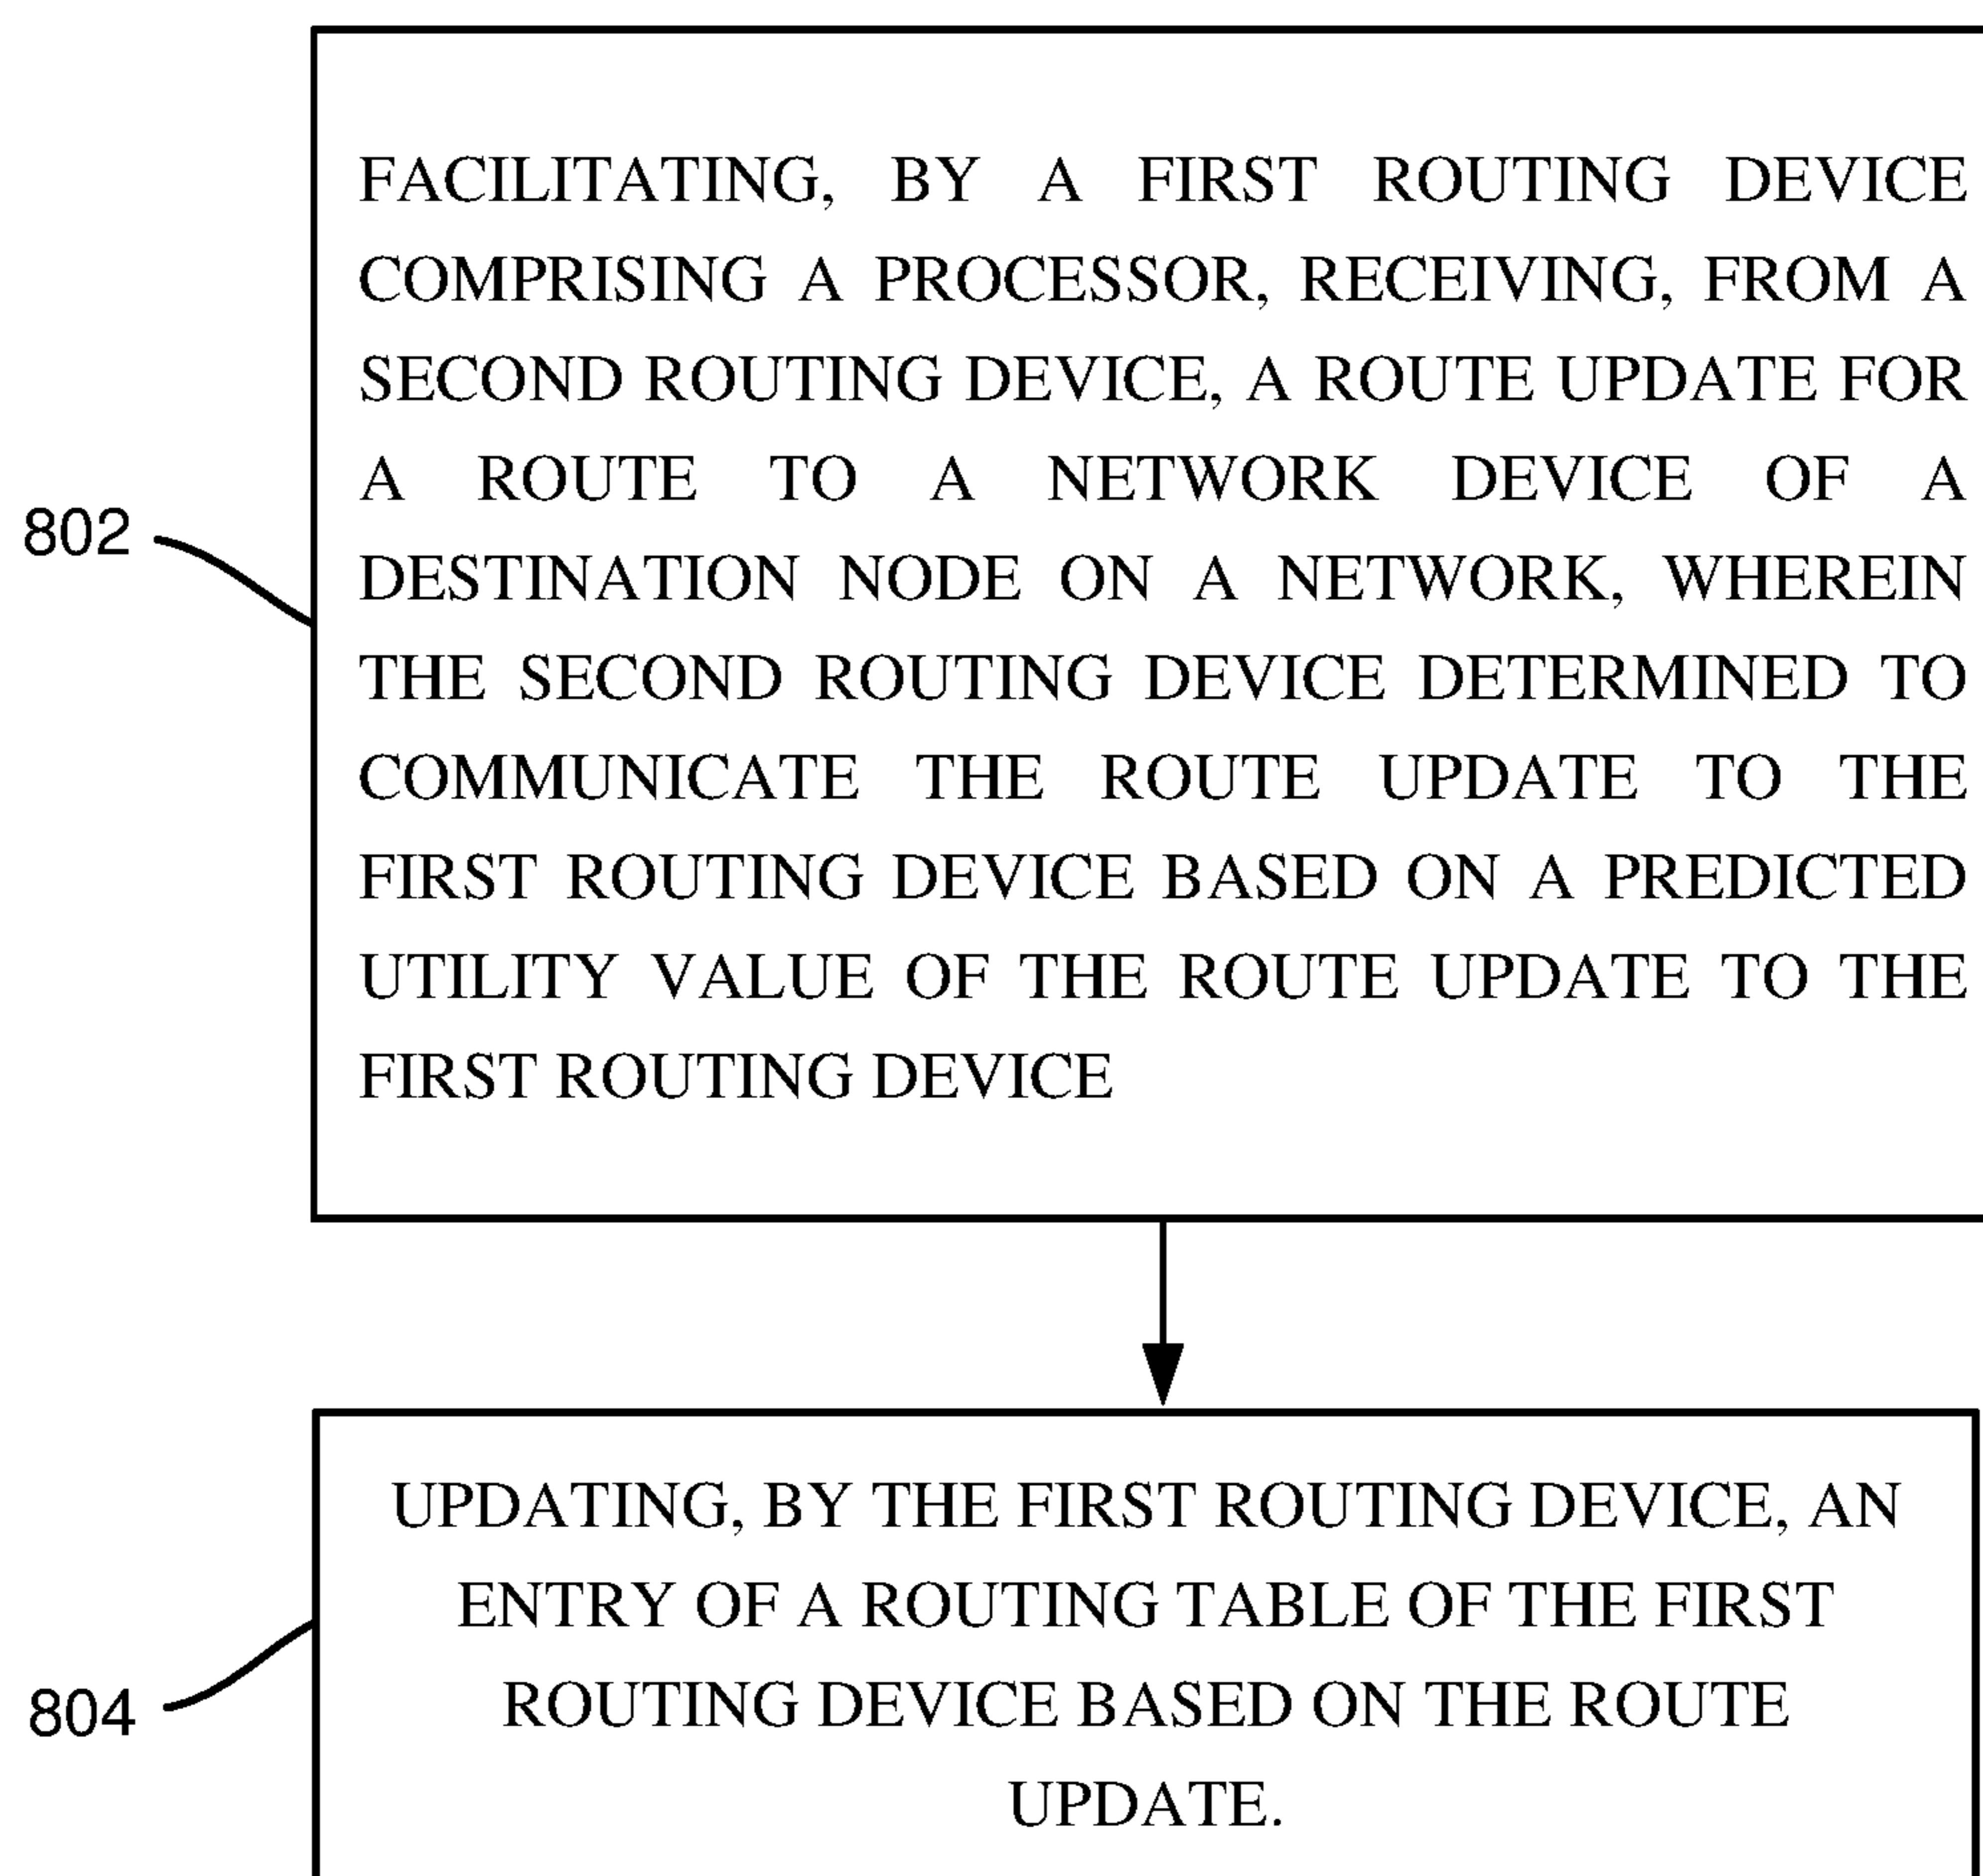 FACILITATING, BY A FIRST ROUTING DEVICE
COMPRISING A PROCESSOR, RECEIVING, FROM A
SECOND ROUTING DEVICE, A ROUTE UPDATE FOR
A ROUTE TO A NETWORK DEVICE OF A
802
DESTINATION NODE ON A NETWORK, WHEREIN
THE SECOND ROUTING DEVICE DETERMINED TO
COMMUNICATE THE ROUTE UPDATE TO THE
FIRST ROUTING DEVICE BASED ON A PREDICTED
UTILITY VALUE OF THE ROUTE UPDATE TO THE
FIRST ROUTING DEVICE
UPDATING, BY THE FIRST ROUTING DEVICE, AN
ENTRY OF A ROUTING TABLE OF THE FIRST
ROUTING DEVICE BASED ON THE ROUTE
804
UPDATE.